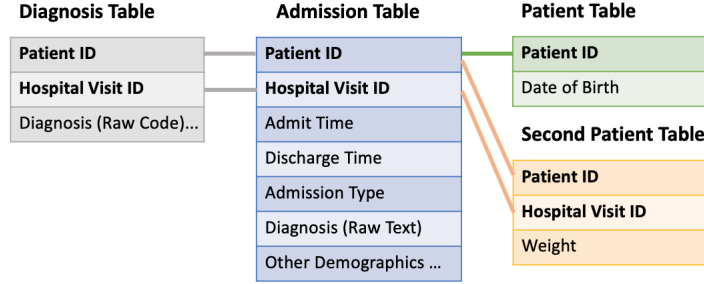 Diagnosis Table
Patient ID
Hospital Visit ID
Diagnosis (Raw Code)...
Admission Table
Patient ID
Hospital Visit ID
Admit Time
Discharge Time
Admission Type
Diagnosis (Raw Text)
Other Demographics ...
Patient Table
Patient ID
Date of Birth
Second Patient Table
Patient ID
Hospital Visit ID
Weight